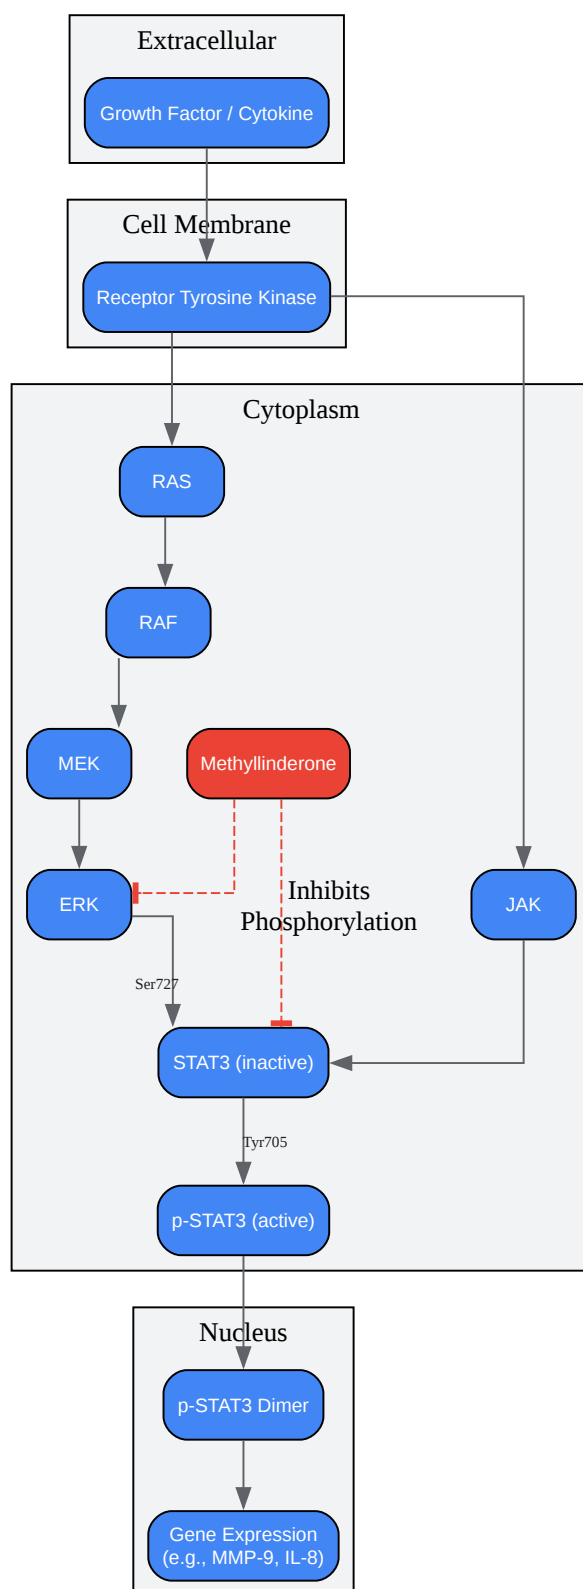 Extracellular
Growth Factor / Cytokine
Cell Membrane
Receptor Tyrosine Kinase
Cytoplasm
RAS
RAF
MEK
Methyllinderone
ERK
Inhibits
Phosphorylation
JAK
Ser727
STAT3 (inactive)
Tyr705
p-STAT3 (active)
Nucleus
p-STAT3 Dimer
Gene Expression
(e.g., MMP-9, IL-8)